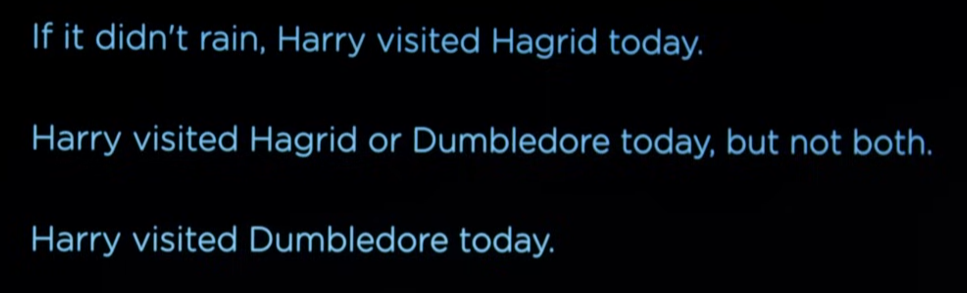 If it didn't rain, Harry visited Hagrid today.
Harry visited Hagrid or Dumbledore today, but not both.
Harry visited Dumbledore today.